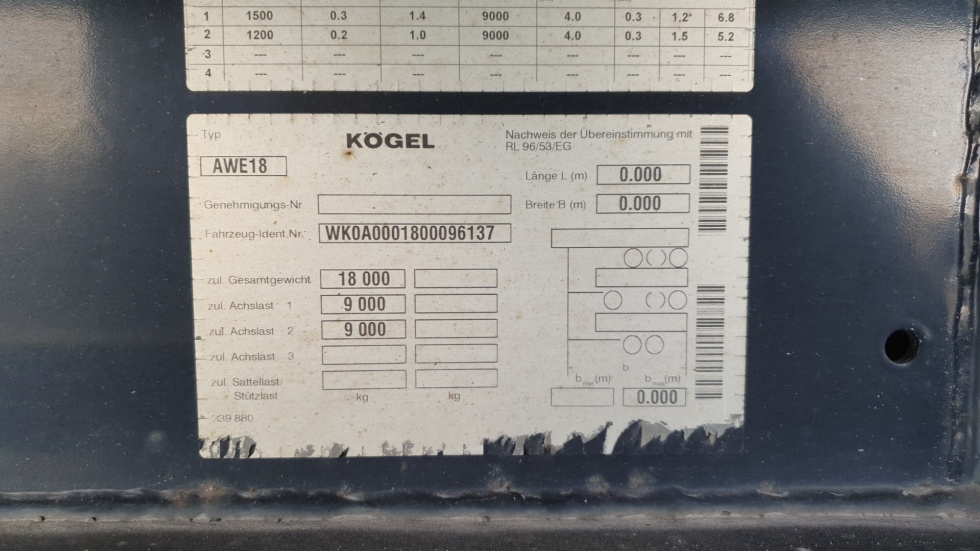 1 1500 0.3 1.4 9000 4.0 0.3 1.2* 6.8
2 1200 0.2 1.0 9000 4.0 0.3 1.5 5.2
3 --- --- --- --- --- --- --- ---
4 --- --- --- --- --- --- --- ---
Typ
KÖGEL
Nachweis der Übereinstimmung mit
RL 96/53/EG
AWE18
Länge L (m) 0.000
Genehmigungs-Nr.
Breite B (m) 0.000
Fahrzeug-Ident.Nr. WK0A0001800096137
zul. Gesamtgewicht 18 000
zul. Achslast 1 9 000
zul. Achslast 2 9 000
zul. Achslast 3
zul. Sattellast
Stützlast
kg kg
b
bmin(m) bmax(m)
0.000
339 880